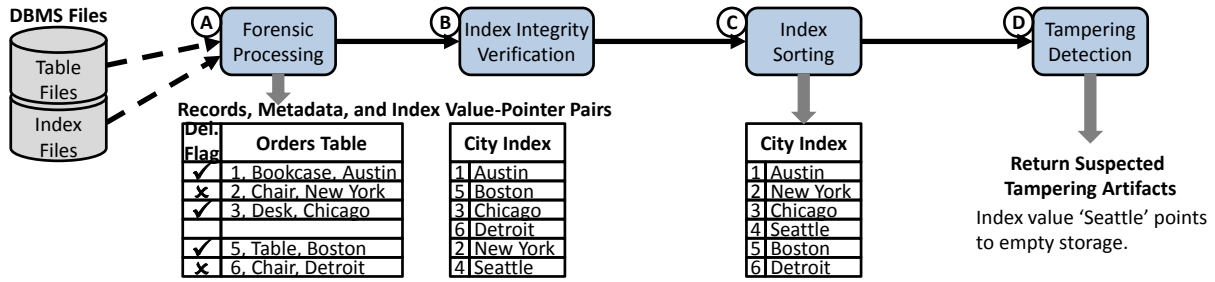 DBMS Files
Table
Files
Index
Files
A
Forensic
Processing
B
Index Integrity
Verification
C
Index
Sorting
D
Tampering
Detection
Records, Metadata, and Index Value-Pointer Pairs
Del.
Flag
Orders Table
✓ 1, Bookcase, Austin
✗ 2, Chair, New York
✓ 3, Desk, Chicago
✓ 5, Table, Boston
✗ 6, Chair, Detroit
City Index
1 Austin
5 Boston
3 Chicago
6 Detroit
2 New York
4 Seattle
City Index
1 Austin
2 New York
3 Chicago
4 Seattle
5 Boston
6 Detroit
Return Suspected
Tampering Artifacts
Index value ‘Seattle’ points
to empty storage.